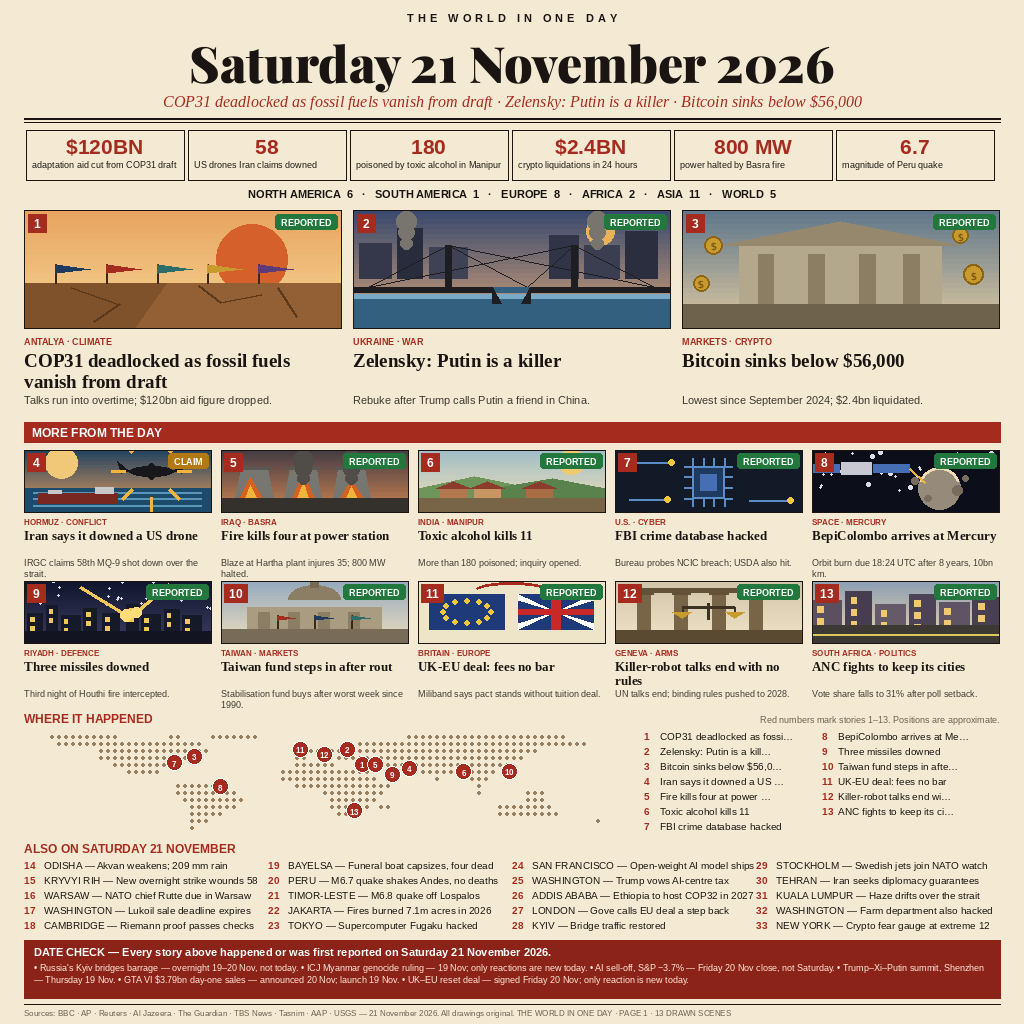 THE WORLD IN ONE DAY
Saturday 21 November 2026
COP31 deadlocked as fossil fuels vanish from draft · Zelensky: Putin is a killer · Bitcoin sinks below $56,000
$120BN
adaptation aid cut from COP31 draft
58
US drones Iran claims downed
180
poisoned by toxic alcohol in Manipur
$2.4BN
crypto liquidations in 24 hours
800 MW
power halted by Basra fire
6.7
magnitude of Peru quake
NORTH AMERICA 6 · SOUTH AMERICA 1 · EUROPE 8 · AFRICA 2 · ASIA 11 · WORLD 5
1
REPORTED
ANTALYA · CLIMATE
COP31 deadlocked as fossil fuels
vanish from draft
Talks run into overtime; $120bn aid figure dropped.
2
REPORTED
UKRAINE · WAR
Zelensky: Putin is a killer
Rebuke after Trump calls Putin a friend in China.
3
REPORTED
$
$
$
$
MARKETS · CRYPTO
Bitcoin sinks below $56,000
Lowest since September 2024; $2.4bn liquidated.
MORE FROM THE DAY
4
CLAIM
HORMUZ · CONFLICT
Iran says it downed a US drone
IRGC claims 58th MQ-9 shot down over
strait.
5
REPORTED
IRAQ · BASRA
Fire kills four at power station
Blaze at Hartha plant injures 35; 800 MW
halted.
6
REPORTED
INDIA · MANIPUR
Toxic alcohol kills 11
More than 180 poisoned; inquiry opened.
7
REPORTED
U.S. · CYBER
FBI crime database hacked
Bureau probes NCIC breach; USDA also hit.
8
REPORTED
SPACE · MERCURY
BepiColombo arrives at Mercury
Orbit burn due 18:24 UTC after 8 years, 10bn
km.
9
REPORTED
RIYADH · DEFENCE
Three missiles downed
Third night of Houthi fire intercepted.
10
REPORTED
TAIWAN · MARKETS
Taiwan fund steps in after rout
Stabilisation fund buys after worst week since
1990.
11
REPORTED
BRITAIN · EUROPE
UK-EU deal: fees no bar
Miliband says pact stands without tuition deal.
12
REPORTED
GENEVA · ARMS
Killer-robot talks end with no
rules
UN talks end; binding rules pushed to 2028.
13
REPORTED
SOUTH AFRICA · POLITICS
ANC fights to keep its cities
Vote share falls to 31% after poll setback.
WHERE IT HAPPENED
Red numbers mark stories 1–13. Positions are approximate.
11
12
2
3
7
1
5
9
4
6
10
8
13
1 COP31 deadlocked as fossi…
2 Zelensky: Putin is a kill…
3 Bitcoin sinks below $56,0…
4 Iran says it downed a US …
5 Fire kills four at power …
6 Toxic alcohol kills 11
7 FBI crime database hacked
8 BepiColombo arrives at Me…
9 Three missiles downed
10 Taiwan fund steps in afte…
11 UK-EU deal: fees no bar
12 Killer-robot talks end wi…
13 ANC fights to keep its ci…
ALSO ON SATURDAY 21 NOVEMBER
14 ODISHA — Akvan weakens; 209 mm rain
15 KRYVYI RIH — New overnight strike wounds 58
16 WARSAW — NATO chief Rutte due in Warsaw
17 WASHINGTON — Lukoil sale deadline expires
18 CAMBRIDGE — Riemann proof passes checks
19 BAYELSA — Funeral boat capsizes, four dead
20 PERU — M6.7 quake shakes Andes, no deaths
21 TIMOR-LESTE — M6.8 quake off Lospalos
22 JAKARTA — Fires burned 7.1m acres in 2026
23 TOKYO — Supercomputer Fugaku hacked
24 SAN FRANCISCO — Open-weight AI model ships
25 WASHINGTON — Trump vows AI-centre tax
26 ADDIS ABABA — Ethiopia to host COP32 in 2027
27 LONDON — Gove calls EU deal a step back
28 KYIV — Bridge traffic restored
29 STOCKHOLM — Swedish jets join NATO watch
30 TEHRAN — Iran seeks diplomacy guarantees
31 KUALA LUMPUR — Haze drifts over the strait
32 WASHINGTON — Farm department also hacked
33 NEW YORK — Crypto fear gauge at extreme 12
DATE CHECK — Every story above happened or was first reported on Saturday 21 November 2026.
• Russia's Kyiv bridges barrage — overnight 19–20 Nov, not today. • ICJ Myanmar genocide ruling — 19 Nov; only reactions are new today. • AI sell-off, S&P −3.7% — Friday 20 Nov close, not Saturday. • Trump–Xi–Putin summit, Shenzhen
— Thursday 19 Nov. • GTA VI $3.79bn day-one sales — announced 20 Nov; launch 19 Nov. • UK–EU reset deal — signed Friday 20 Nov; only reaction is new today.
Sources: BBC · AP · Reuters · Al Jazeera · The Guardian · TBS News · Tasnim · AAP · USGS — 21 November 2026. All drawings original. THE WORLD IN ONE DAY · PAGE 1 · 13 DRAWN SCENES